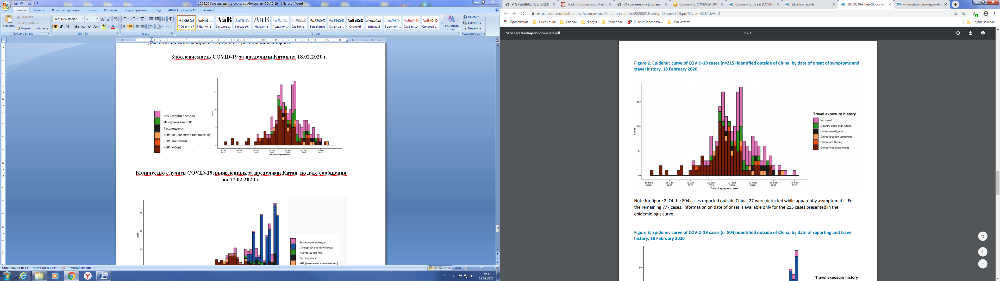 19.02.20 Информация о случаях заболевания COVID-19 - Microsoft Word
Главная Вставка Разметка страницы Ссылки Рассылки Рецензирование Вид ABBYY FineReader 11 Acrobat
Вставить
Вырезать
Копировать
Формат по образцу
Буфер обмена
Times New Roman 12
Шрифт
Абзац
AaBbCcI AaBbCcI AaB AaBbCc AaB AaBbCc. AaBbCcD AaBbCcD AaBbCcD AaBbCcD AaBbCcI AaBbCcI AaBbCcD AaBbCcD
¶ Обычный ¶ Без инте... Заголово... Заголово... Название Подзагол... Слабое в... Выделение Сильное ... Строгий Цитата 2 Выделенн... Слабая сс... Сильная с...
Изменить стили
Стили
Найти
Заменить
Выделить
Редактирование
Заболеваемость COVID-19 за пределами Китая на 18.02.2020 г.
Без истории поездок
Из страны вне КНР
Расследуется
КНР (точное место неизвестно)
КНР (вне Хубэя)
КНР (Хубэй)
Cases
15
10
5
0
30 Dec 2019
06 Jan 2020
13 Jan 2020
20 Jan 2020
27 Jan 2020
03 Feb 2020
10 Feb 2020
Date of symptom onset
Количество случаев COVID-19, выявленных за пределами Китая, по дате сообщения
на 17.02.2020 г.
Cases
75
50
25
Без истории поездок
Лайнер «Diamond Princess»
Из страны вне КНР
Расследуется
КНР (точное место неизвестно)
Страница: 15 из 16 Число слов: 2 944 Русский (Россия)
130%
RU
7:53
19.02.2020
新冠病毒最新实时疫情地图_
Tracking coronavirus: Map,
Обновленная информация
Coronavirus COVID-19 (201
Coronavirus diseas (COVID-
Situation reports
20200218-sitrep-29-covid-1
who-rights-roles-respon-hw
who.int/docs/default-source/coronaviruse/situation-reports/20200218-sitrep-29-covid-19.pdf?sfvrsn=6262de9e_2
Приложения Пневмония Сводки Форум Дашборды Яндекс.Переводчи... Посмотреть Другие закладки
20200218-sitrep-29-covid-19.pdf 5 / 7
Figure 2. Epidemic curve of COVID-19 cases (n=215) identified outside of China, by date of onset of symptoms and
travel history, 18 February 2020
Cases
15
10
5
0
30 Dec 2019
06 Jan 2020
13 Jan 2020
20 Jan 2020
27 Jan 2020
03 Feb 2020
10 Feb 2020
17 Feb 2020
Date of symptom onset
Travel exposure history
No travel
Country other than China
Under investigation
China (location unknown)
China (not Hubei)
China (Hubei province)
Note for figure 2: Of the 804 cases reported outside China, 27 were detected while apparently asymptomatic. For
the remaining 777 cases, information on date of onset is available only for the 215 cases presented in the
epidemiologic curve.
Figure 3. Epidemic curve of COVID-19 cases (n=804) identified outside of China, by date of reporting and travel
history, 18 February 2020
90
Travel exposure history